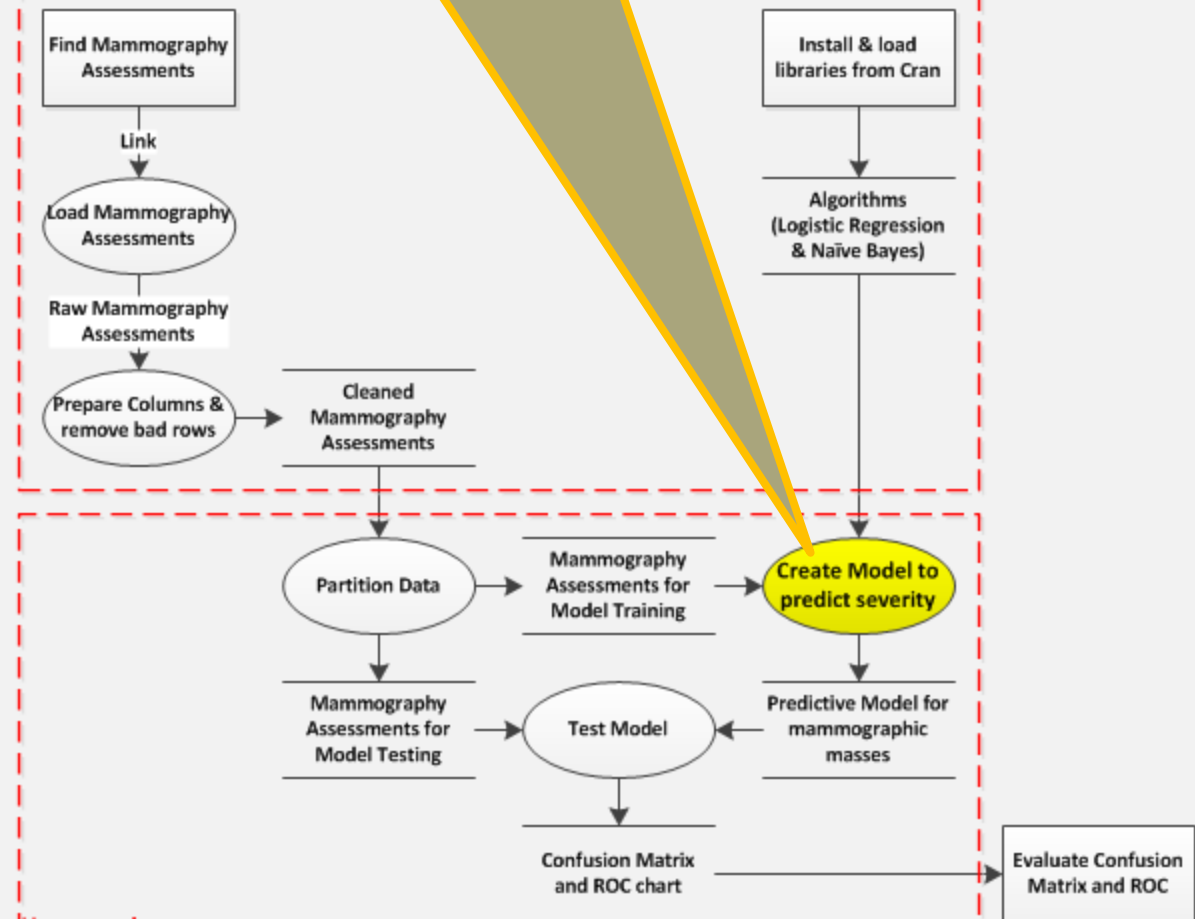 Find Mammography
Assessments
Install & load
libraries from Cran
Link
Load Mammography
Assessments
Algorithms
(Logistic Regression
& Naïve Bayes)
Raw Mammography
Assessments
Prepare Columns &
remove bad rows
Cleaned
Mammography
Assessments
Partition Data
Mammography
Assessments for
Model Training
Create Model to
predict severity
Mammography
Assessments for
Model Testing
Test Model
Predictive Model for
mammographic
masses
Confusion Matrix
and ROC chart
Evaluate Confusion
Matrix and ROC